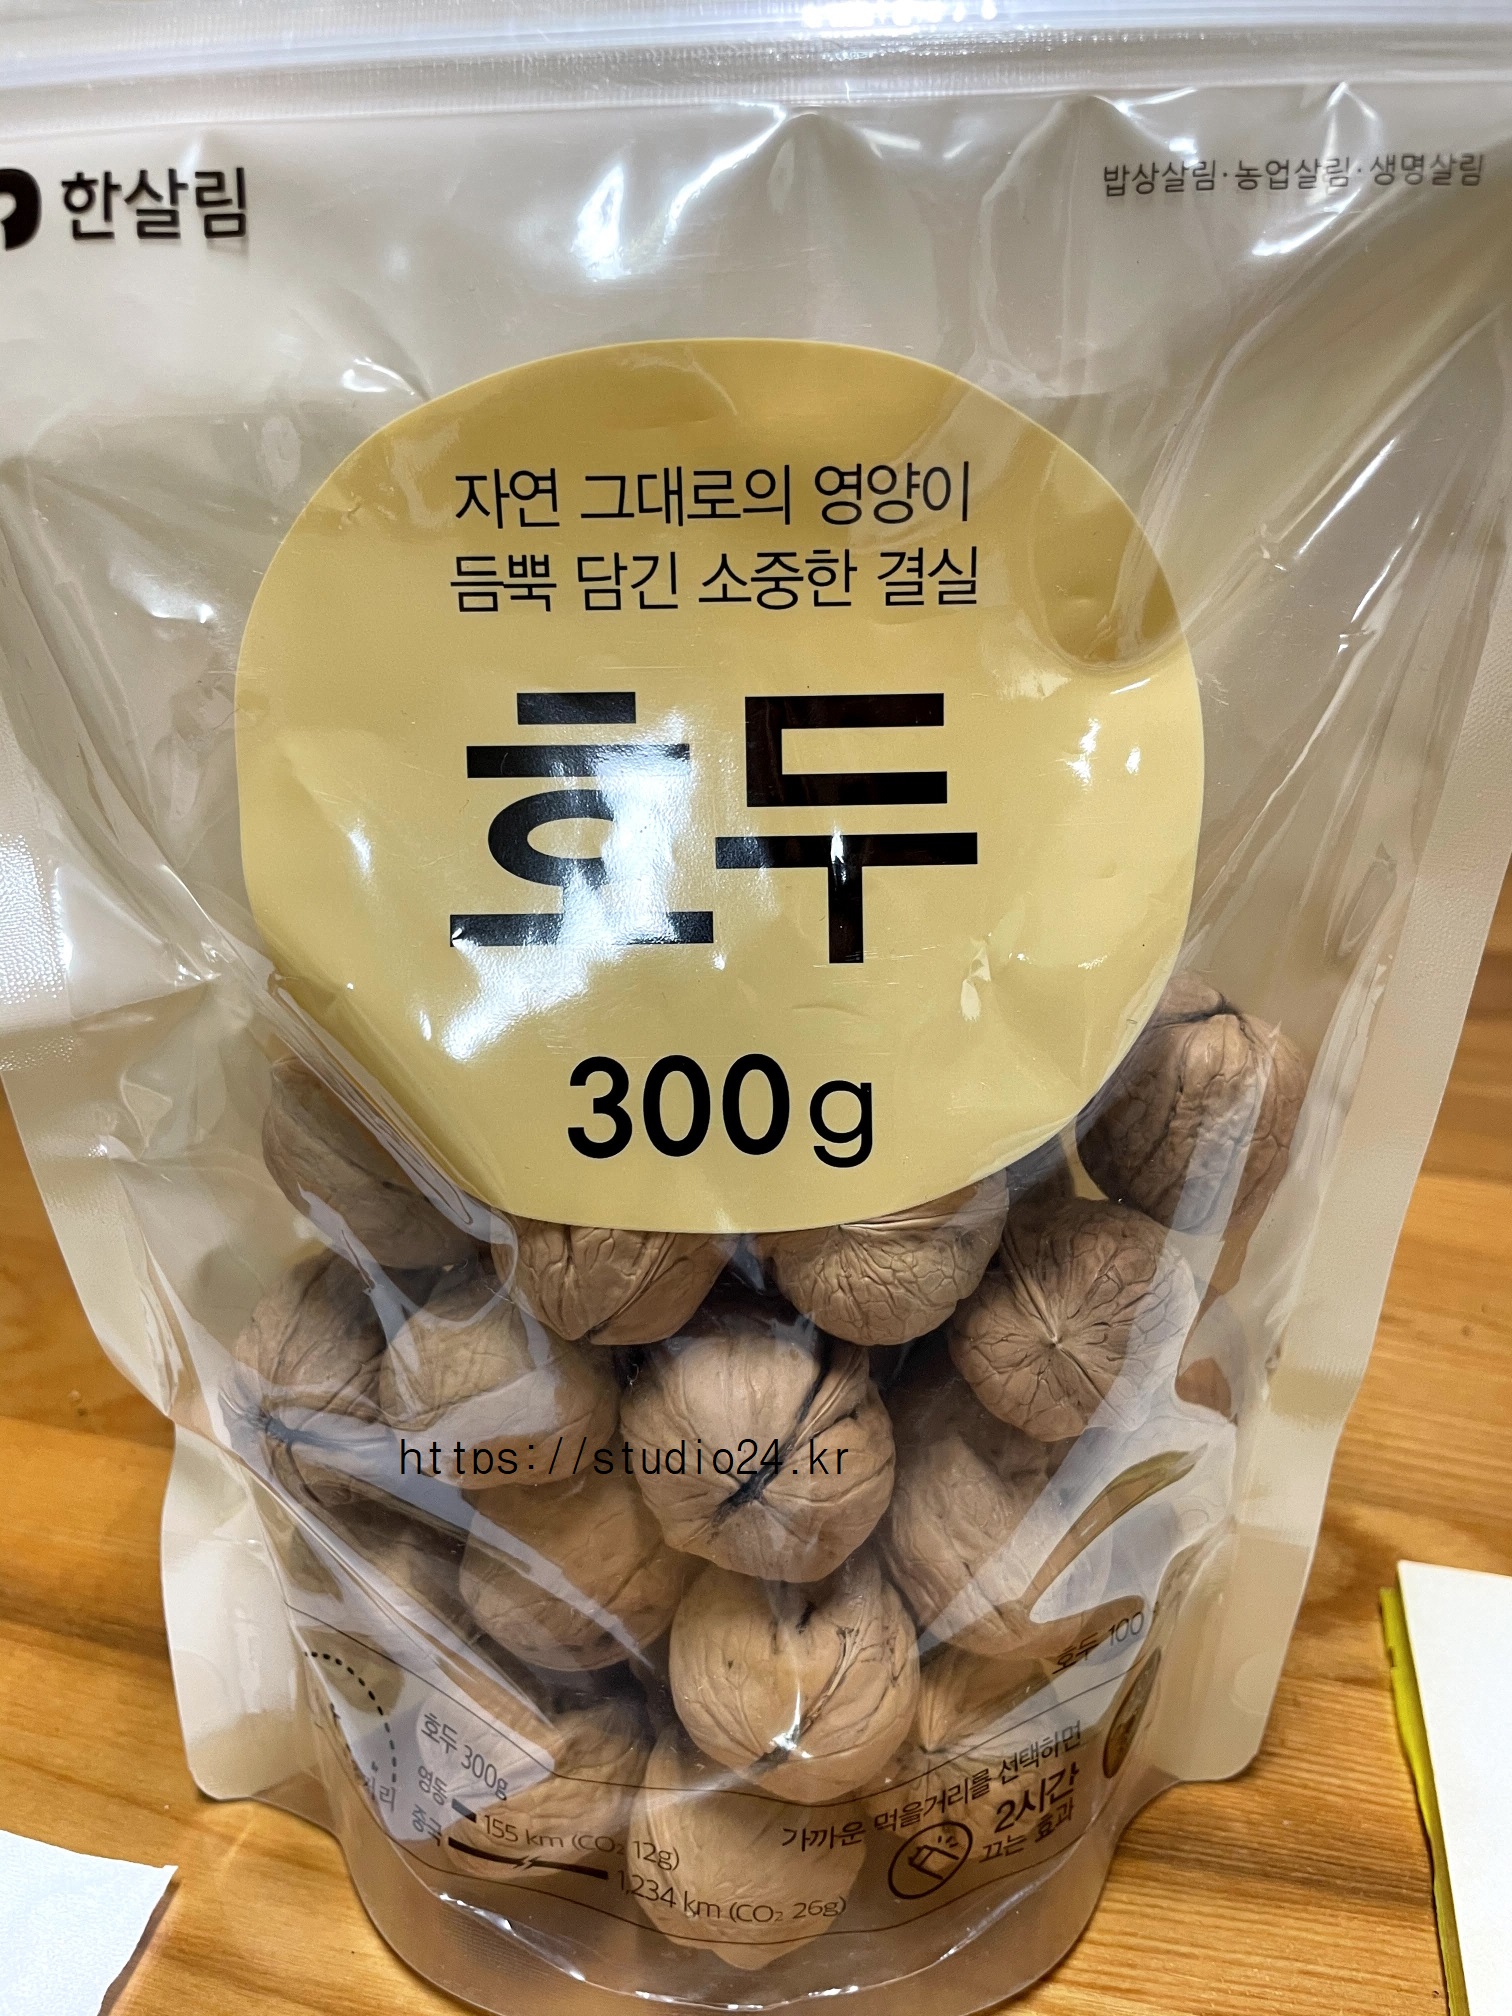 한살림
밥상살림·농업살림·생명살림
자연 그대로의 영양이
듬뿍 담긴 소중한 결실
호두
300g
https://studio24.kr
호두 100
호두 300g
영동 155 km (CO₂ 12g)
중국 1,234 km (CO₂ 26g)
가까운 먹을거리를 선택하면
2시간
끄는 효과